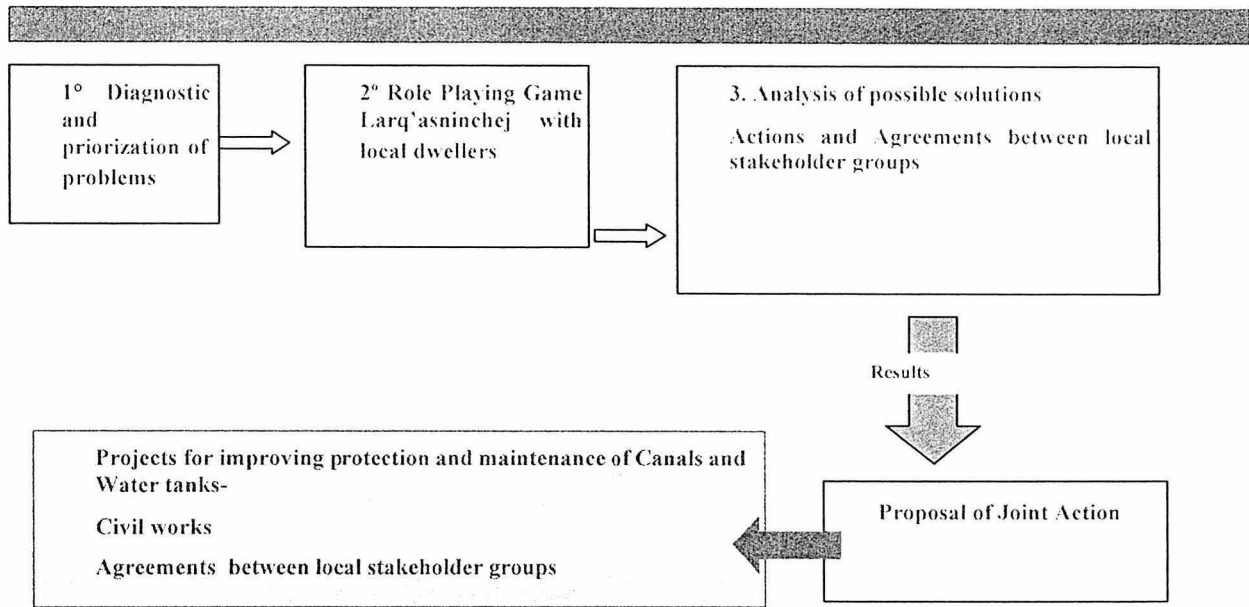 1° Diagnostic
and
priorization of
problems
2° Role Playing Game
Larq'asninchej with
local dwellers
3. Analysis of possible solutions
Actions and Agreements between local
stakeholder groups
Results
Proposal of Joint Action
Projects for improving protection and maintenance of Canals and
Water tanks-
Civil works
Agreements between local stakeholder groups